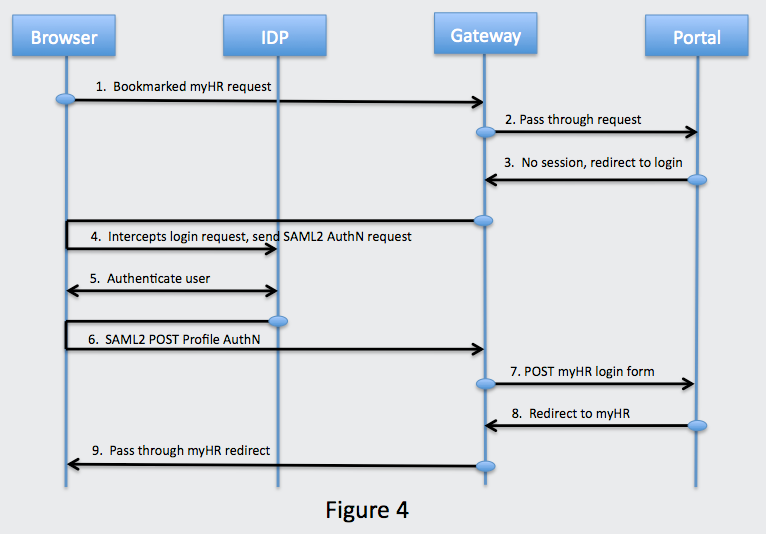 Browser
IDP
Gateway
Portal
1. Bookmarked myHR request
2. Pass through request
3. No session, redirect to login
4. Intercepts login request, send SAML2 AuthN request
5. Authenticate user
6. SAML2 POST Profile AuthN
7. POST myHR login form
8. Redirect to myHR
9. Pass through myHR redirect
Figure 4